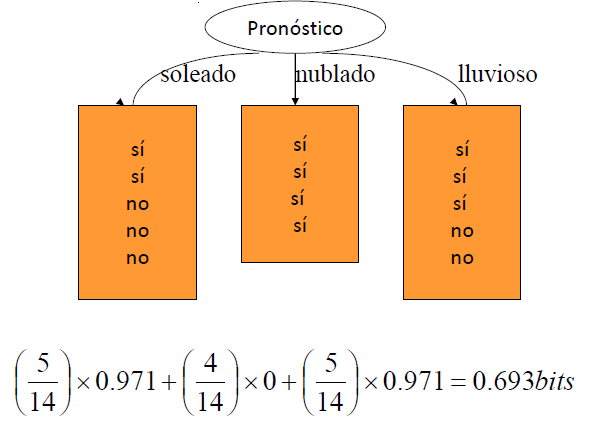 Pronóstico
soleado
nublado
lluvioso
sí
sí
no
no
no
sí
sí
sí
sí
sí
sí
sí
no
no
(5/14) × 0.971 + (4/14) × 0 + (5/14) × 0.971 = 0.693bits